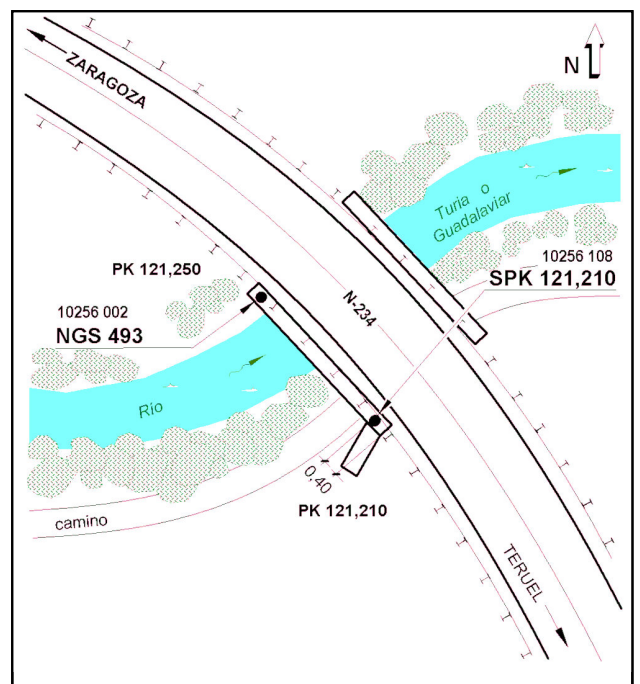 ZARAGOZA
N
Turia o
Guadalaviar
PK 121,250
10256 108
SPK 121,210
10256 002
NGS 493
N-234
Río
0,40
PK 121,210
camino
TERUEL